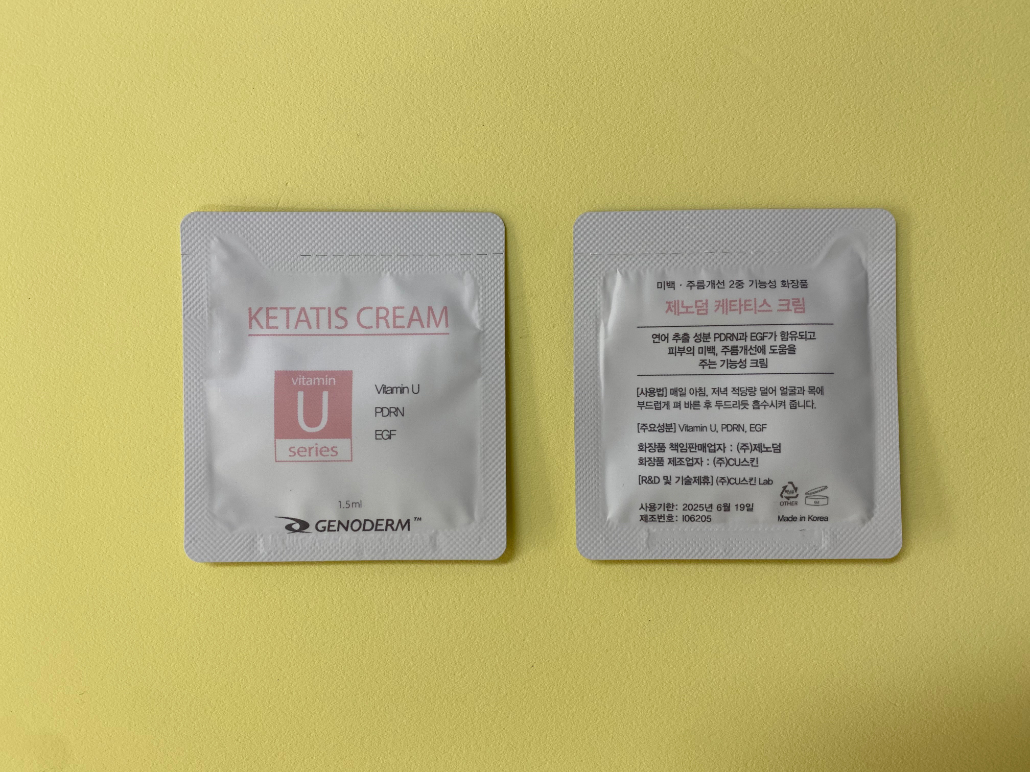 KETATIS CREAM
vitamin
U
series
Vitamin U
PDRN
EGF
1.5ml
GENODERM™
미백 · 주름개선 2중 기능성 화장품
제노덤 케타티스 크림
연어 추출 성분 PDRN과 EGF가 함유되고
피부의 미백, 주름개선에 도움을
주는 기능성 크림
[사용법] 매일 아침, 저녁 적당량 덜어 얼굴과 목에
부드럽게 펴 바른 후 두드리듯 흡수시켜 줍니다.
[주요성분] Vitamin U, PDRN, EGF
화장품 책임판매업자 : (주)제노덤
화장품 제조업자 : (주)CU스킨
[R&D 및 기술제휴] (주)CU스킨 Lab
OTHER
사용기한: 2025년 6월 19일
제조번호: I06205
Made in Korea